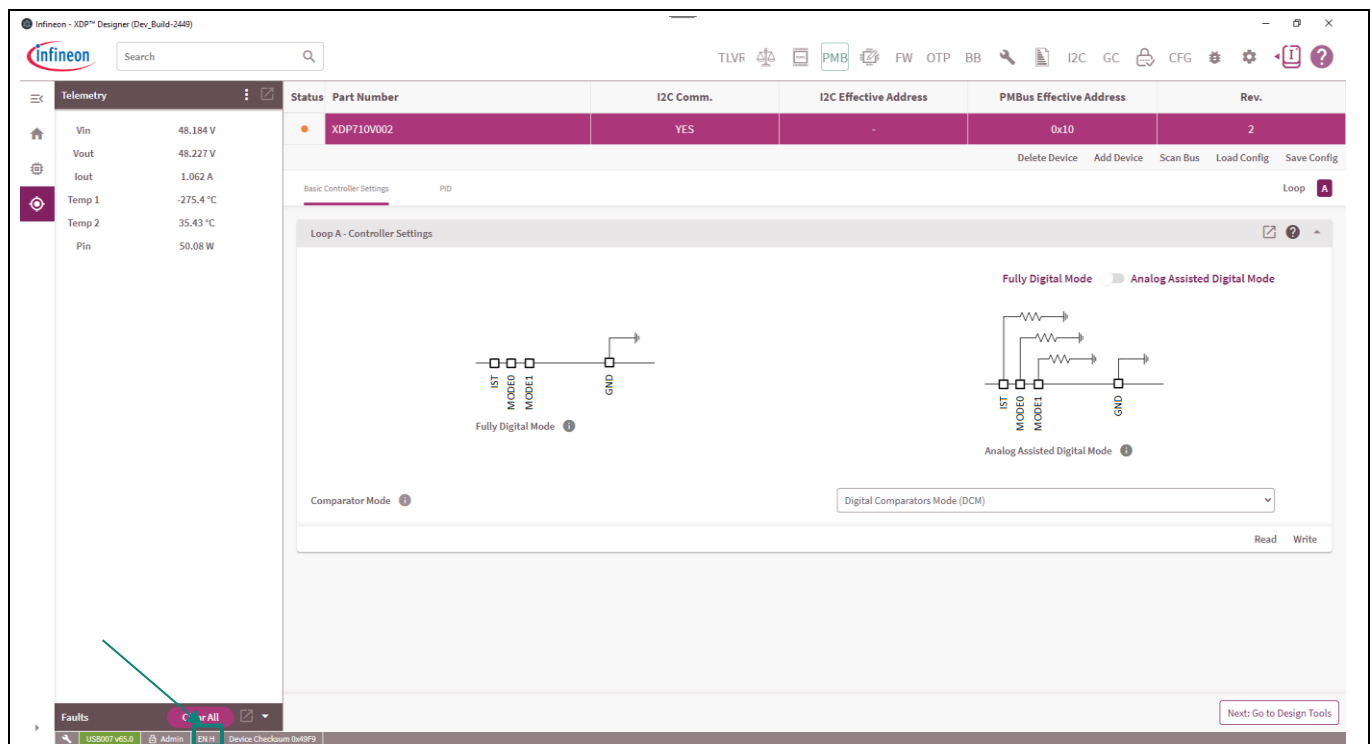 Infineon - XDP™ Designer (Dev_Build-2449)
infineon
Search
TLVR PMB FW OTP BB I2C GC CFG
Telemetry
Status Part Number I2C Comm. I2C Effective Address PMBus Effective Address Rev.
XDP710V002 YES - 0x10 2
Vin 48.184 V
Vout 48.227 V
Iout 1.062 A
Temp 1 -275.4 °C
Temp 2 35.43 °C
Pin 50.08 W
Delete Device Add Device Scan Bus Load Config Save Config
Basic Controller Settings PID Loop A
Loop A - Controller Settings
Fully Digital Mode Analog Assisted Digital Mode
IST
MODE0
MODE1
GND
Fully Digital Mode
IST
MODE0
MODE1
GND
Analog Assisted Digital Mode
Comparator Mode Digital Comparators Mode (DCM)
Read Write
Next: Go to Design Tools
Faults Clear All
USB007 v65.0 Admin EN H Device Checksum 0x49F9